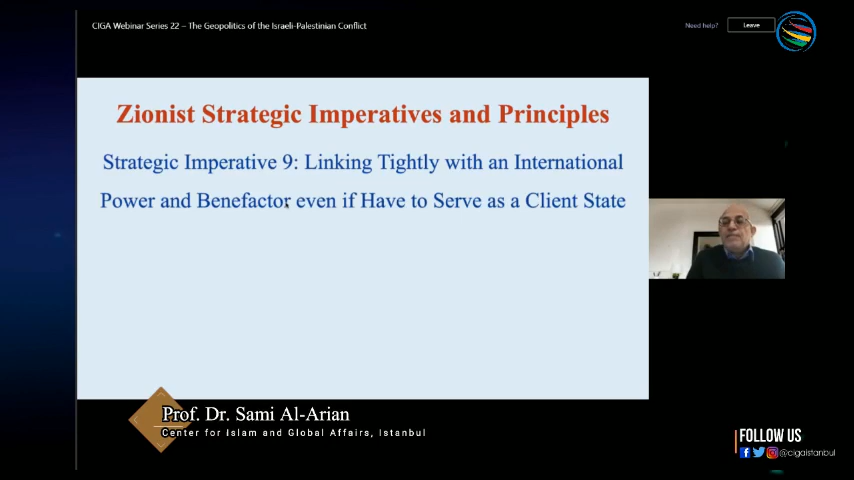 CIGA Webinar Series 22 – The Geopolitics of the Israeli-Palestinian Conflict
Need help?
Leave
Zionist Strategic Imperatives and Principles
Strategic Imperative 9: Linking Tightly with an International
Power and Benefactor even if Have to Serve as a Client State
Prof. Dr. Sami Al-Arian
Center for Islam and Global Affairs, Istanbul
FOLLOW US
@cigaistanbul